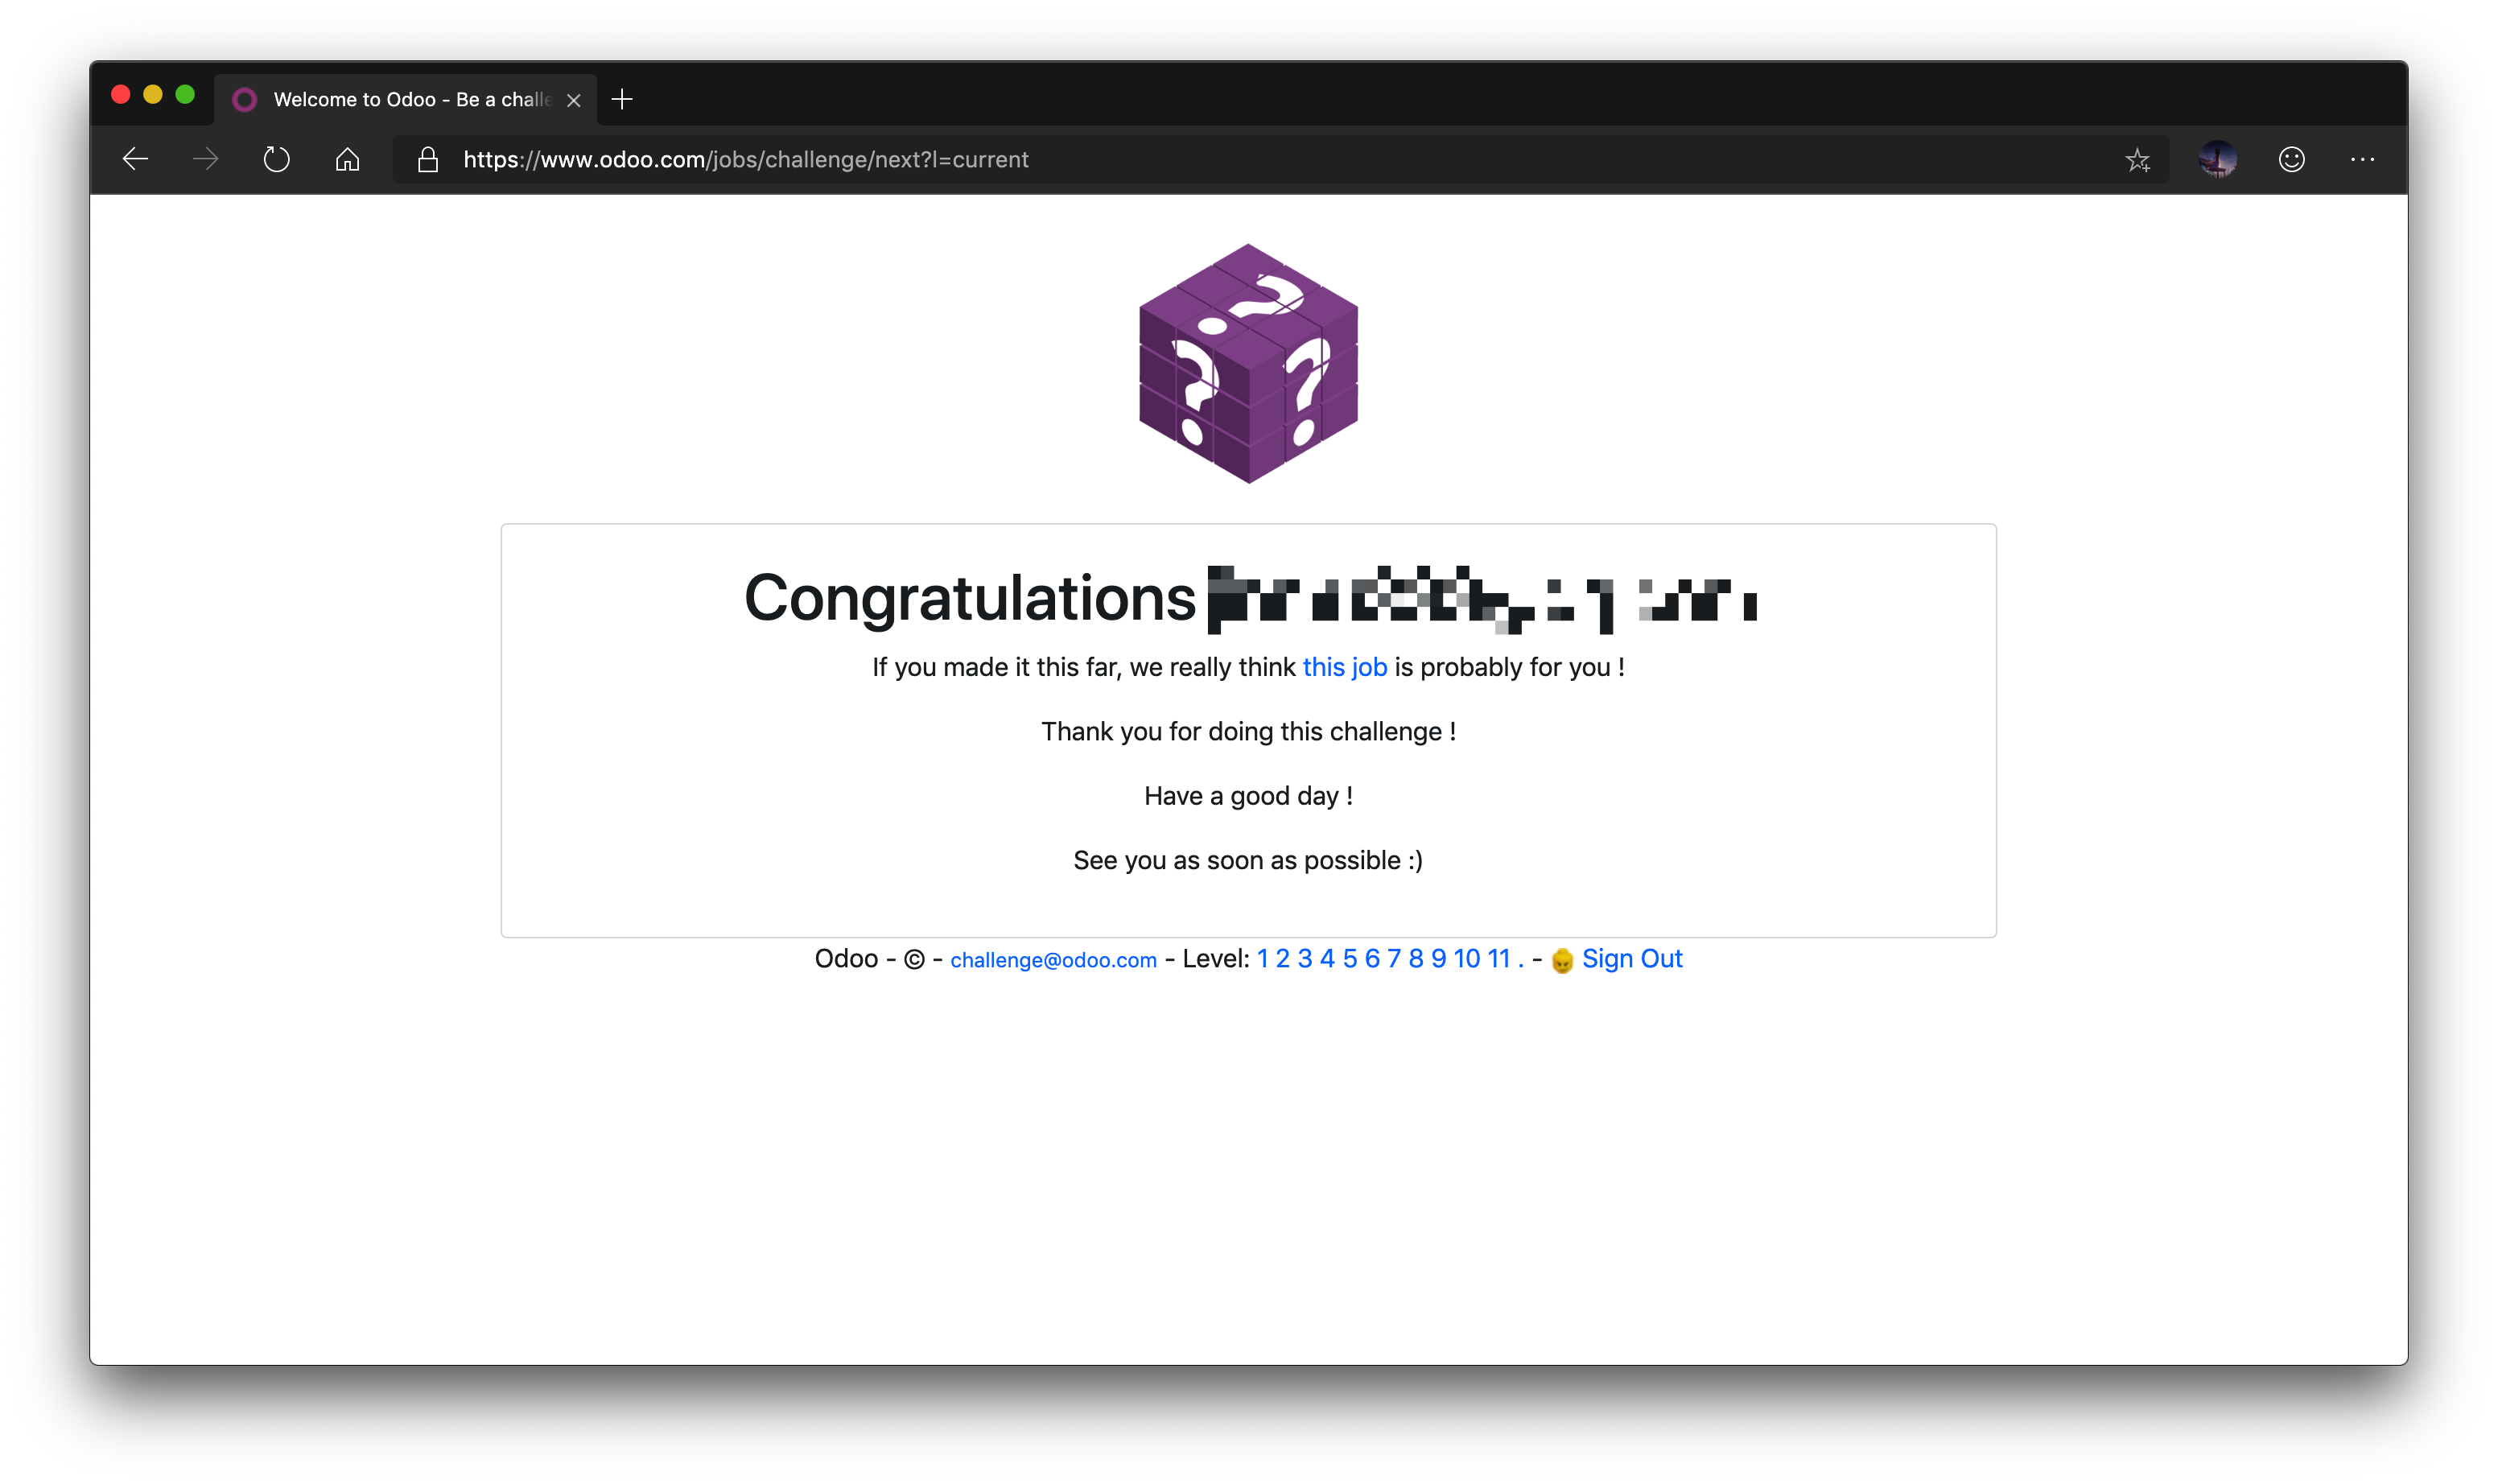 Welcome to Odoo - Be a challe
https://www.odoo.com/jobs/challenge/next?l=current
? ? ?
Congratulations
If you made it this far, we really think this job is probably for you !
Thank you for doing this challenge !
Have a good day !
See you as soon as possible :)
Odoo - © - challenge@odoo.com - Level: 1 2 3 4 5 6 7 8 9 10 11 . - Sign Out